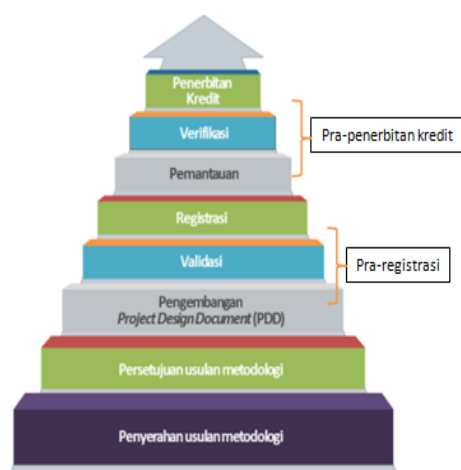 Penerbitan
Kredit
Verifikasi
Pra-penerbitan kredit
Pemantauan
Registrasi
Validasi
Pra-registrasi
Pengembangan
Project Design Document (PDD)
Persetujuan usulan metodologi
Penyerahan usulan metodologi